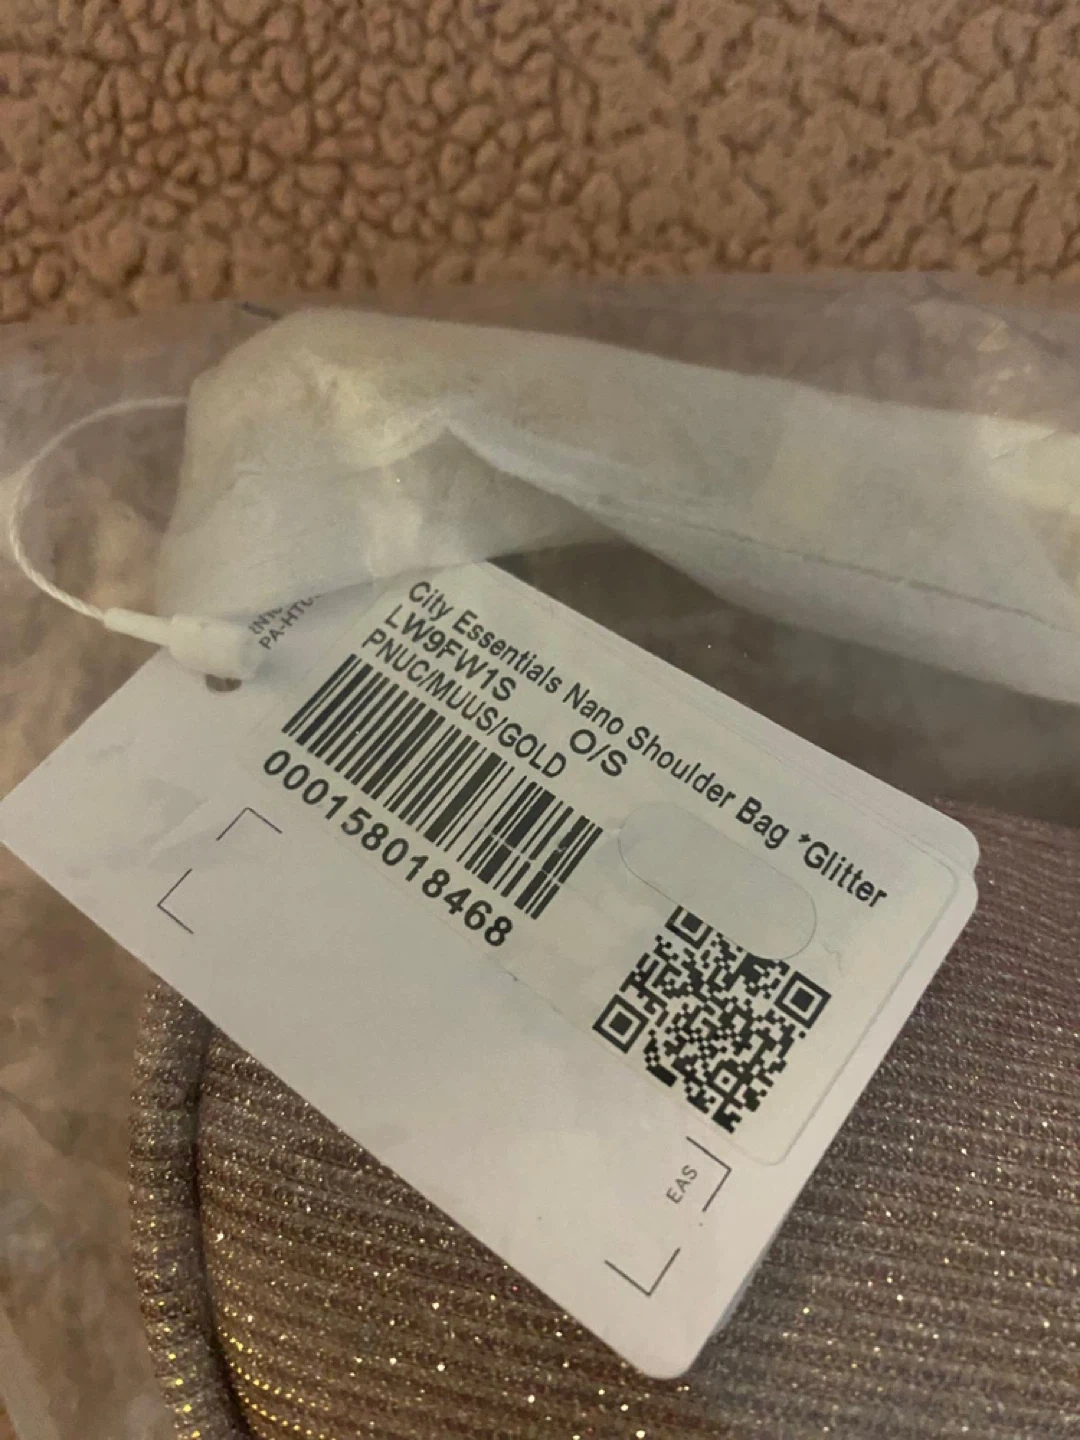 City Essentials Nano Shoulder Bag *Glitter
LW9FW1S O/S
PNUC/MUUS/GOLD
000158018468
EAS